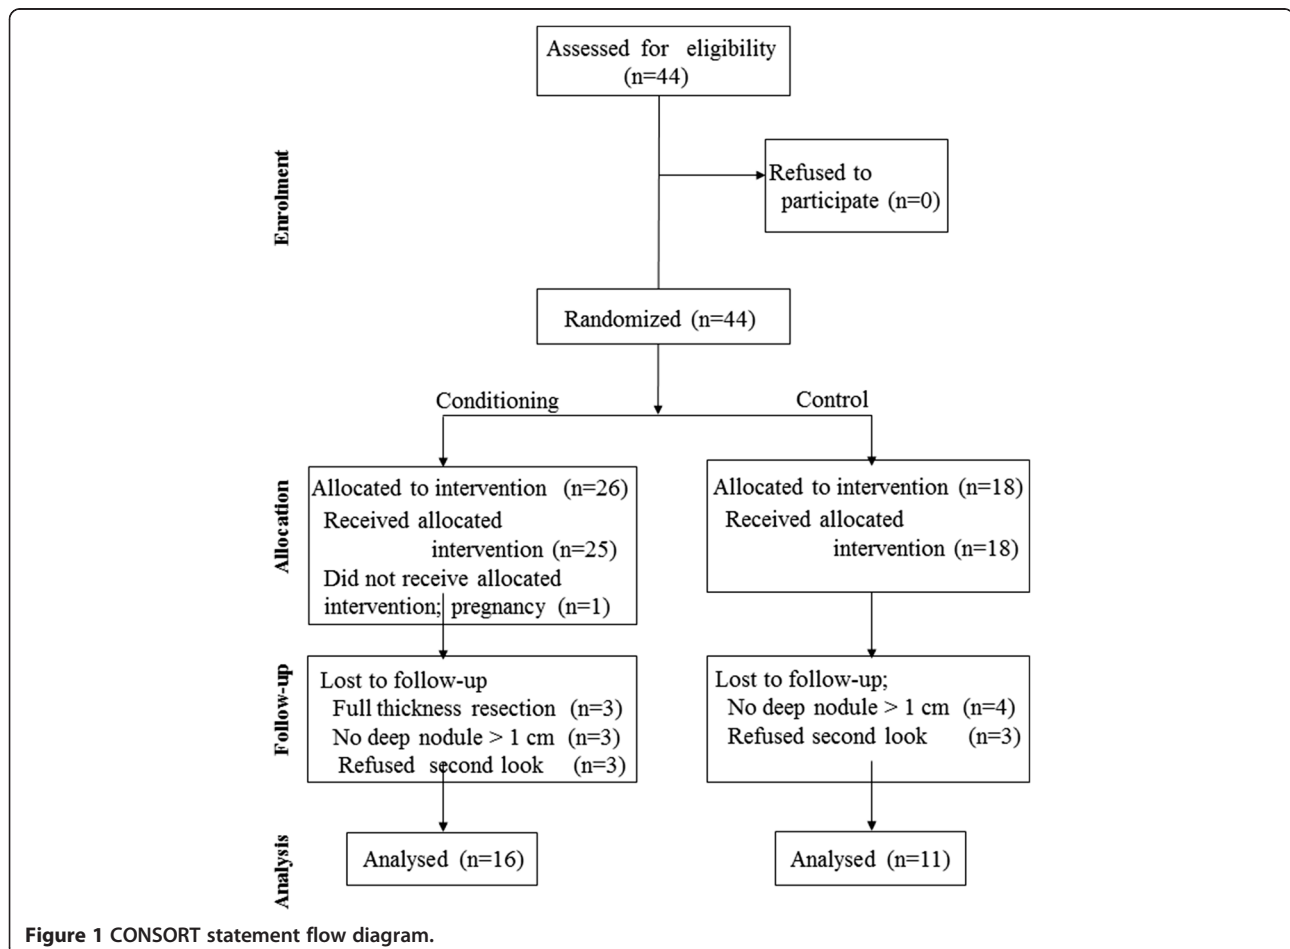 Assessed for eligibility
(n=44)
Enrolment
Refused to
participate (n=0)
Randomized (n=44)
Conditioning
Control
Allocation
Allocated to intervention (n=26)
Received allocated
intervention (n=25)
Did not receive allocated
intervention; pregnancy (n=1)
Allocated to intervention (n=18)
Received allocated
intervention (n=18)
Follow-up
Lost to follow-up
Full thickness resection (n=3)
No deep nodule > 1 cm (n=3)
Refused second look (n=3)
Lost to follow-up;
No deep nodule > 1 cm (n=4)
Refused second look (n=3)
Analysis
Analysed (n=16)
Analysed (n=11)
Figure 1 CONSORT statement flow diagram.